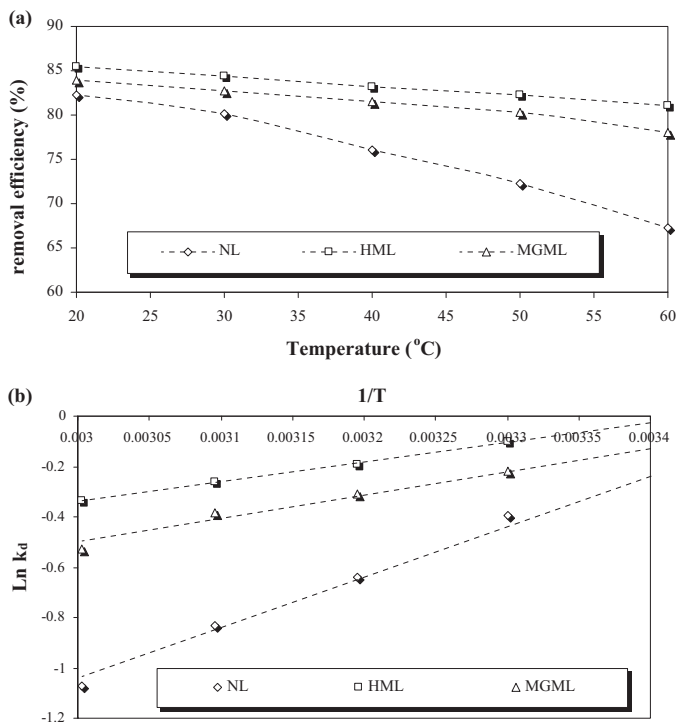 (a)
90
85
80
75
70
65
60
removal efficiency (%)
NL HML MGML
20 25 30 35 40 45 50 55 60
Temperature (°C)
(b)
1/T
0
-0.2
-0.4
-0.6
-0.8
-1
-1.2
0.003 0.00305 0.0031 0.00315 0.0032 0.00325 0.0033 0.00335 0.0034
Ln kd
NL HML MGML